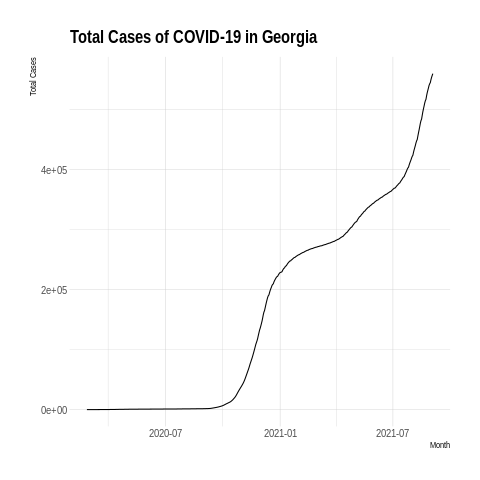 Total Cases of COVID-19 in Georgia
Total Cases
4e+05
2e+05
0e+00
2020-07 2021-01 2021-07
Month